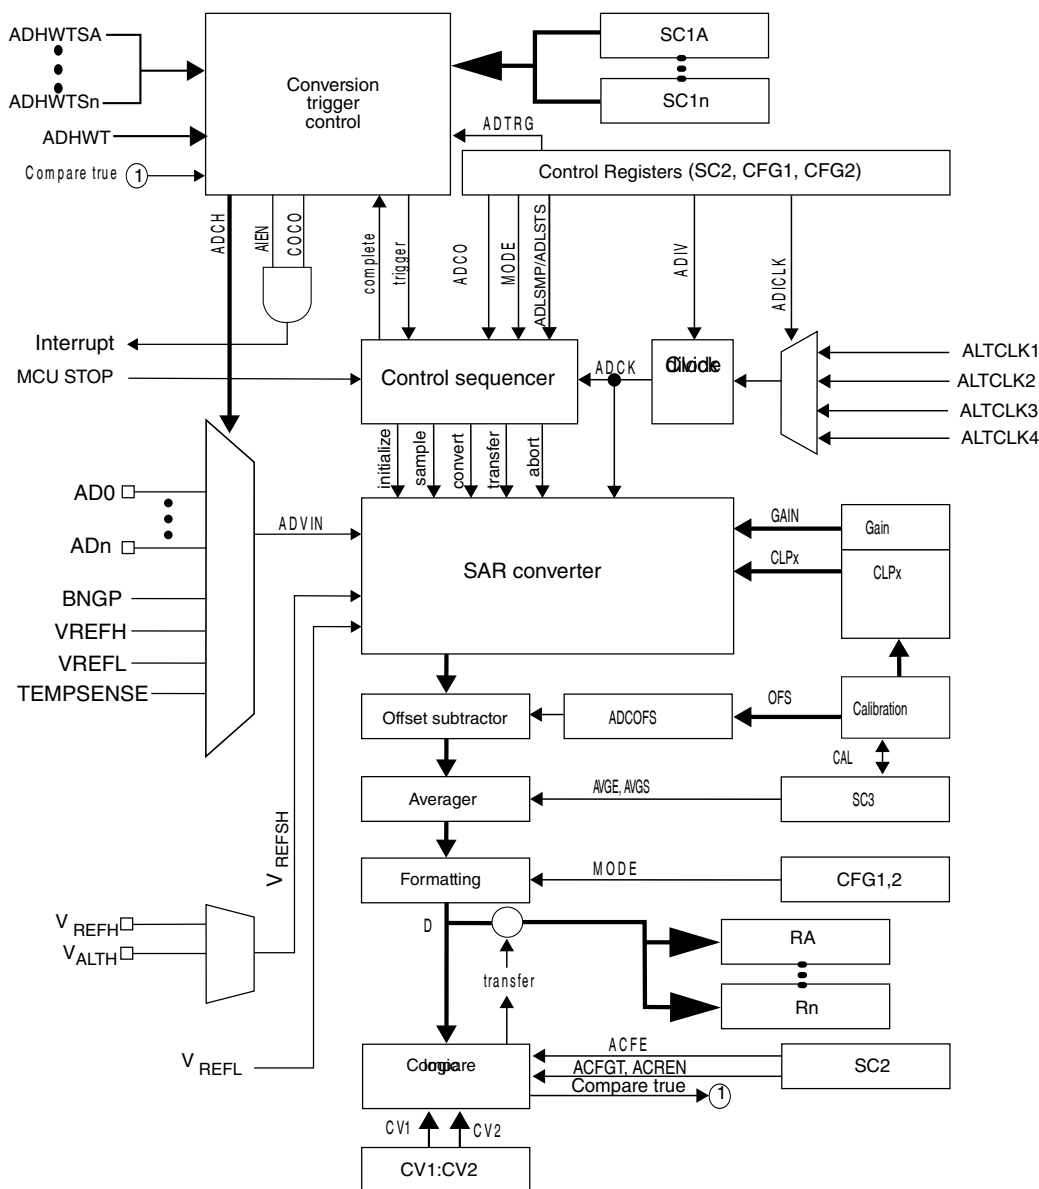 ADHWTSA
SC1A
Conversion
trigger
control
ADHWTSn
SC1n
ADTRG
ADHWT
Compare true 1
Control Registers (SC2, CFG1, CFG2)
ADCH
AIEN
COCO
complete
trigger
ADCO
MODE
ADLSMP/ADLSTS
ADIV
ADICLK
Interrupt
MCU STOP
Control sequencer
ADCK
Clock
divide
ALTCLK1
ALTCLK2
ALTCLK3
ALTCLK4
initialize
sample
convert
transfer
abort
AD0
ADn
ADVIN
SAR converter
GAIN
Gain
CLPx
CLPx
BNGP
VREFH
VREFL
TEMPSENSE
Offset subtractor
ADCOFS
OFS
Calibration
CAL
Averager
AVGE, AVGS
SC3
VREFSH
Formatting
MODE
CFG1,2
D
VREFH
VALTH
RA
transfer
Rn
VREFL
Compare
logic
ACFE
ACFGT, ACREN
SC2
Compare true
1
CV1
CV2
CV1:CV2